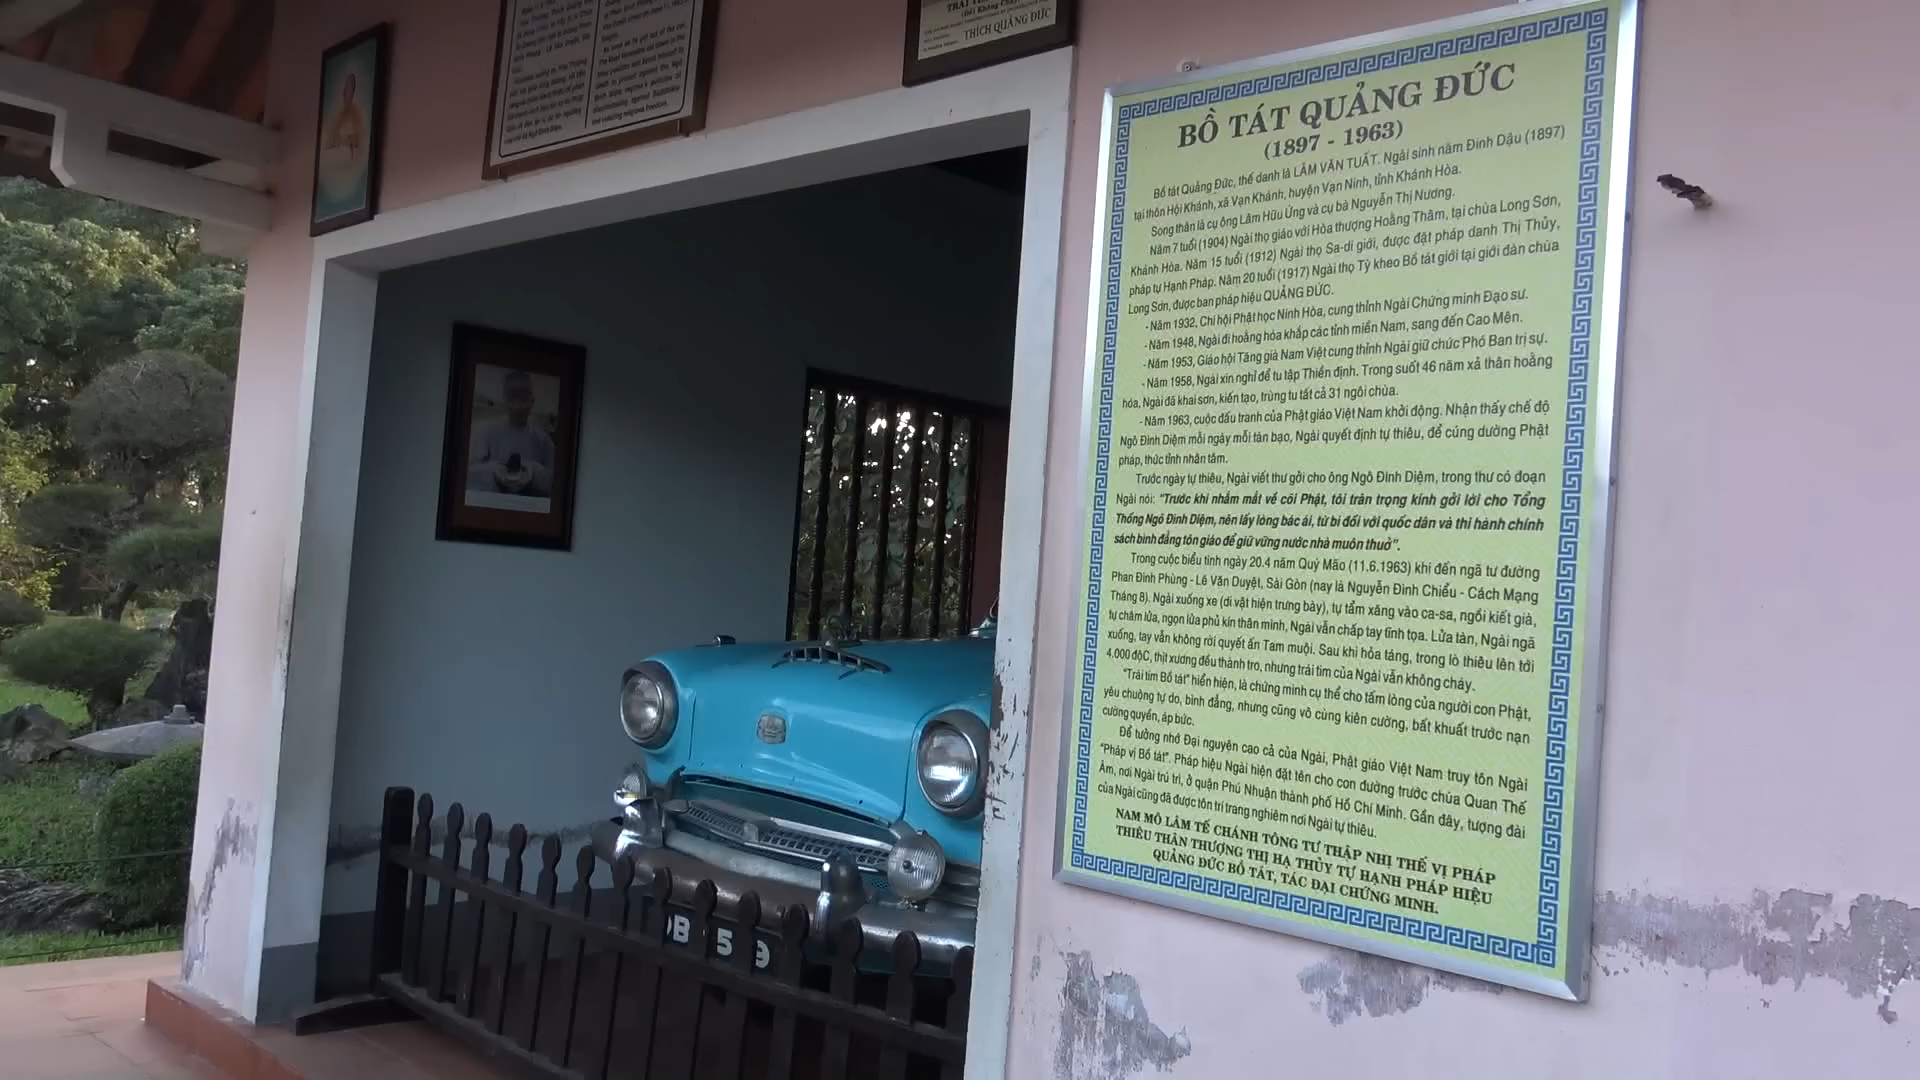 THÍCH QUẢNG ĐỨC
BỒ TÁT QUẢNG ĐỨC
(1897 - 1963)
Bồ tát Quảng Đức, thế danh là LÂM VĂN TUẤT. Ngài sinh năm Đinh Dậu (1897)
tại thôn Hội Khánh, xã Vạn Khánh, huyện Vạn Ninh, tỉnh Khánh Hòa.
Song thân là cụ ông Lâm Hữu Ứng và cụ bà Nguyễn Thị Nương.
Năm 7 tuổi (1904) Ngài thọ giáo với Hòa thượng Hoằng Thâm, tại chùa Long Sơn,
Khánh Hòa. Năm 15 tuổi (1912) Ngài thọ Sa-di giới, được đặt pháp danh Thị Thủy,
pháp tự Hạnh Pháp. Năm 20 tuổi (1917) Ngài thọ Tỳ kheo Bồ tát giới tại giới đàn chùa
Long Sơn, được ban pháp hiệu QUẢNG ĐỨC.
- Năm 1932, Chi hội Phật học Ninh Hòa, cung thỉnh Ngài Chứng minh Đạo sư.
- Năm 1948, Ngài đi hoằng hóa khắp các tỉnh miền Nam, sang đến Cao Mên.
- Năm 1953, Giáo hội Tăng già Nam Việt cung thỉnh Ngài giữ chức Phó Ban trị sự.
- Năm 1958, Ngài xin nghỉ để tu tập Thiền định. Trong suốt 46 năm xả thân hoằng
hóa, Ngài đã khai sơn, kiến tạo, trùng tu tất cả 31 ngôi chùa.
- Năm 1963, cuộc đấu tranh của Phật giáo Việt Nam khởi động. Nhận thấy chế độ
Ngô Đình Diệm mỗi ngày mỗi tàn bạo, Ngài quyết định tự thiêu, để cúng dường Phật
pháp, thức tỉnh nhân tâm.
Trước ngày tự thiêu, Ngài viết thư gởi cho ông Ngô Đình Diệm, trong thư có đoạn
Ngài nói: "Trước khi nhắm mắt về cõi Phật, tôi trân trọng kính gởi lời cho Tổng
Thống Ngô Đình Diệm, nên lấy lòng bác ái, từ bi đối với quốc dân và thi hành chính
sách bình đẳng tôn giáo để giữ vững nước nhà muôn thuở".
Trong cuộc biểu tình ngày 20.4 năm Quý Mão (11.6.1963) khi đến ngã tư đường
Phan Đình Phùng - Lê Văn Duyệt, Sài Gòn (nay là Nguyễn Đình Chiểu - Cách Mạng
Tháng 8). Ngài xuống xe (di vật hiện trưng bày), tự tẩm xăng vào ca-sa, ngồi kiết già,
tự châm lửa, ngọn lửa phủ kín thân mình, Ngài vẫn chấp tay tĩnh tọa. Lửa tàn, Ngài ngã
xuống, tay vẫn không rời quyết ấn Tam muội. Sau khi hỏa táng, trong lò thiêu lên tới
4.000 độC, thịt xương đều thành tro, nhưng trái tim của Ngài vẫn không cháy.
"Trái tim Bồ tát" hiển hiện, là chứng minh cụ thể cho tấm lòng của người con Phật,
yêu chuộng tự do, bình đẳng, nhưng cũng vô cùng kiên cường, bất khuất trước nạn
cường quyền, áp bức.
Để tưởng nhớ Đại nguyện cao cả của Ngài, Phật giáo Việt Nam truy tôn Ngài
"Pháp vị Bồ tát". Pháp hiệu Ngài hiện đặt tên cho con đường trước chùa Quan Thế
Âm, nơi Ngài trú trì, ở quận Phú Nhuận thành phố Hồ Chí Minh. Gần đây, tượng đài
của Ngài cũng đã được tôn trí trang nghiêm nơi Ngài tự thiêu.
NAM MÔ LÂM TẾ CHÁNH TÔNG TỨ THẬP NHỊ THẾ VỊ PHÁP
THIÊU THÂN THƯỢNG THỊ HẠ THỦY TỰ HẠNH PHÁP HIỆU
QUẢNG ĐỨC BỒ TÁT, TÁC ĐẠI CHỨNG MINH.